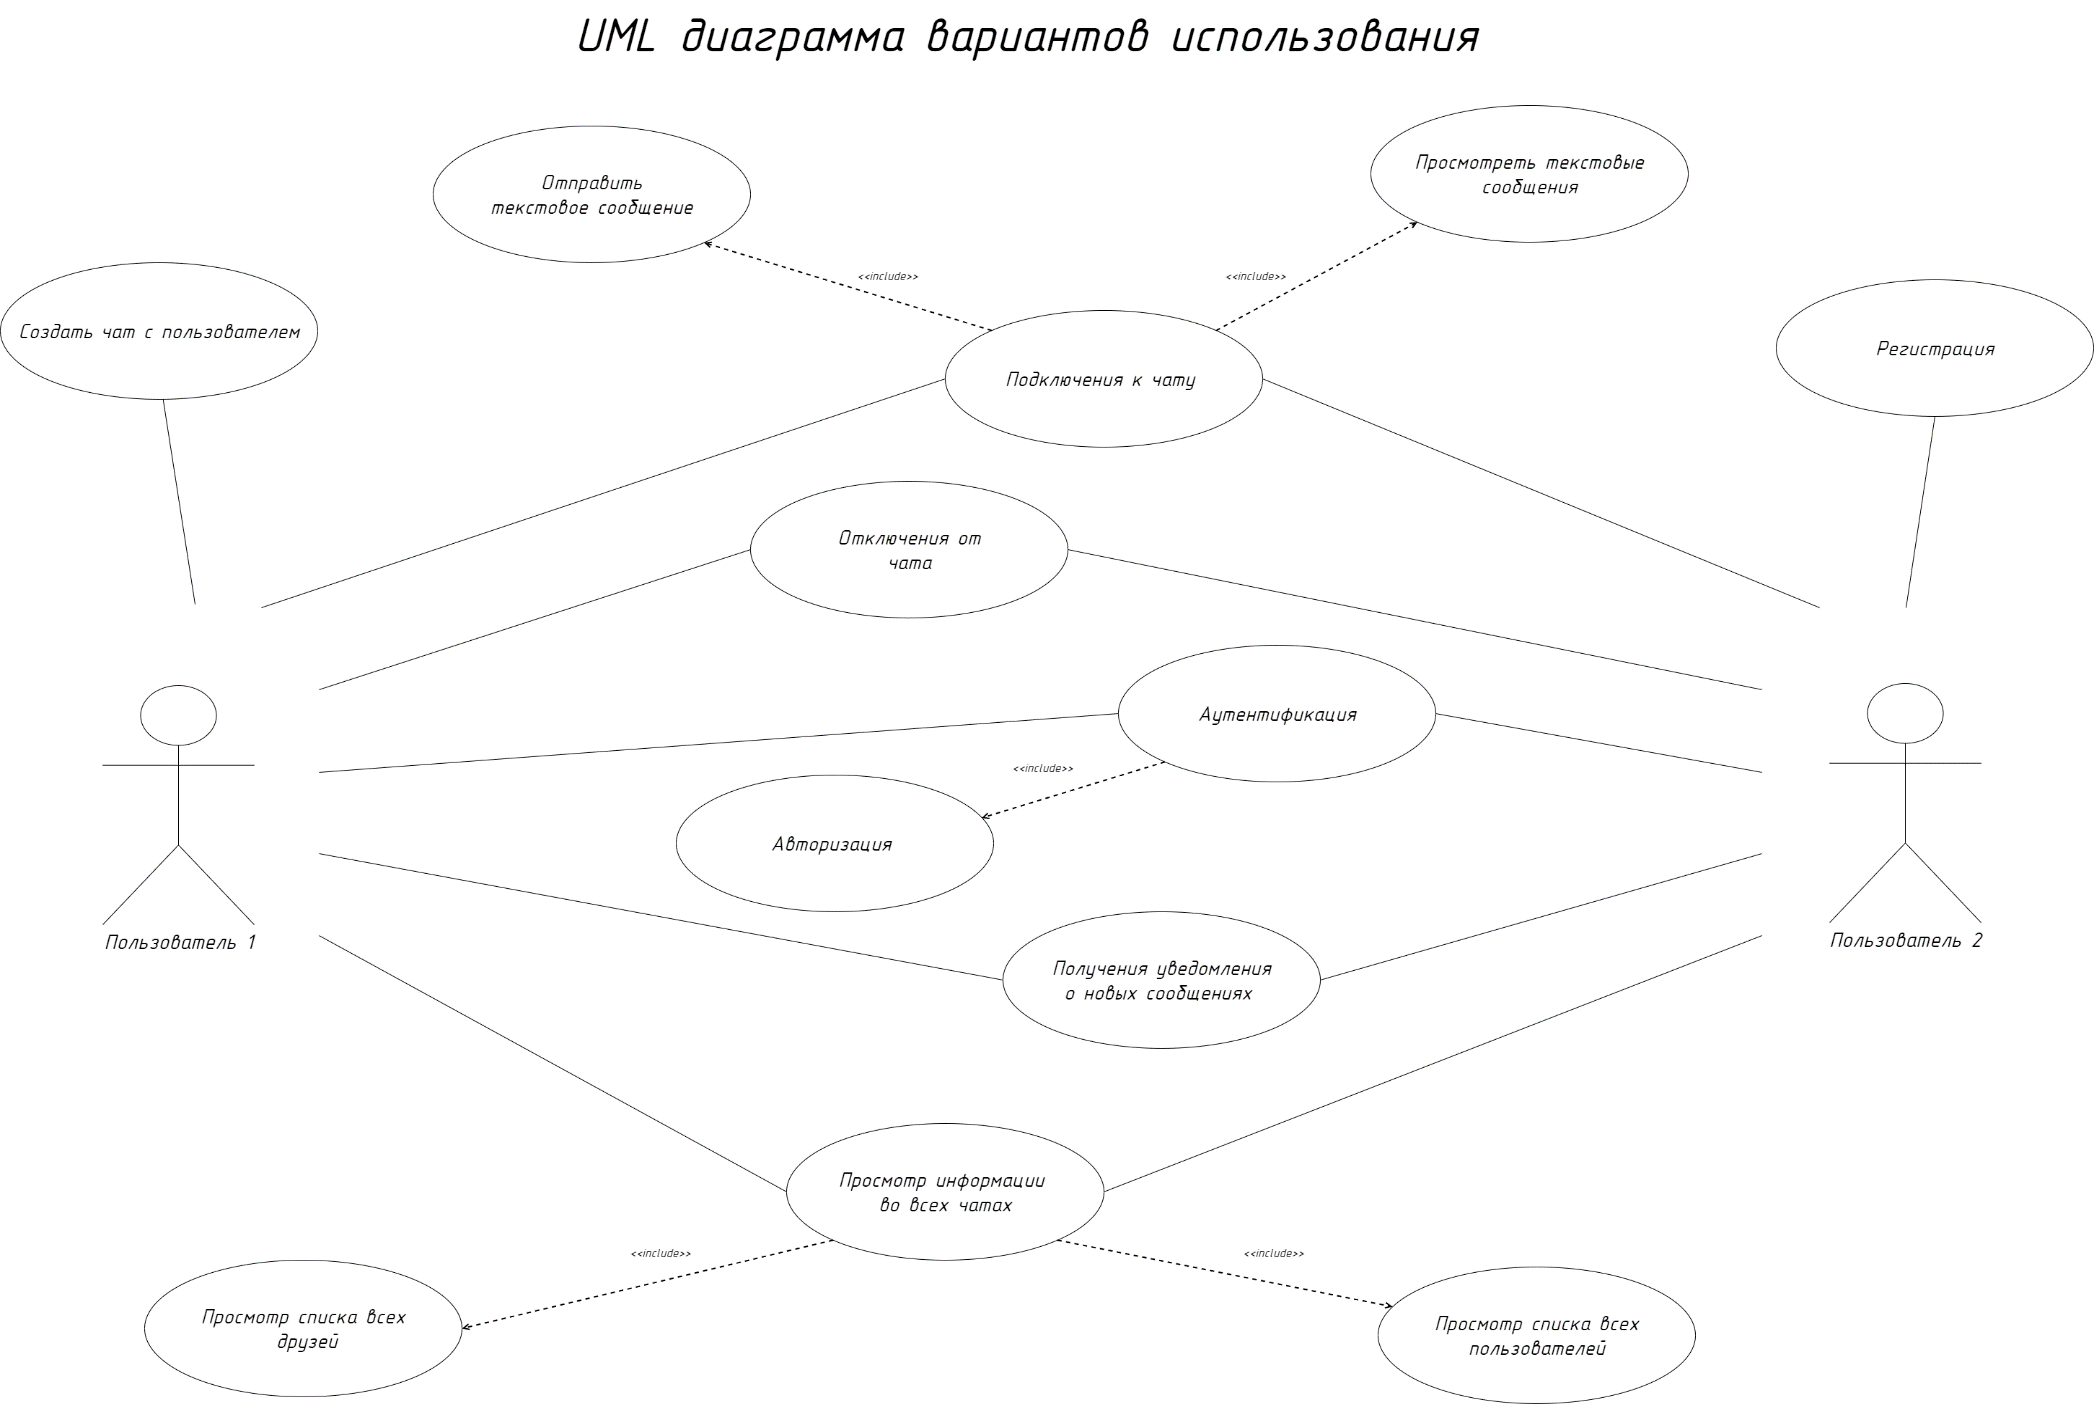 UML диаграмма вариантов использования
Отправить
текстовое сообщение
Просмотреть текстовые
сообщения
<<include>>
<<include>>
Создать чат с пользователем
Подключения к чату
Регистрация
Отключения от
чата
Аутентификация
<<include>>
Авторизация
Пользователь 1
Пользователь 2
Получения уведомления
о новых сообщениях
Просмотр информации
во всех чатах
<<include>>
<<include>>
Просмотр списка всех
друзей
Просмотр списка всех
пользователей